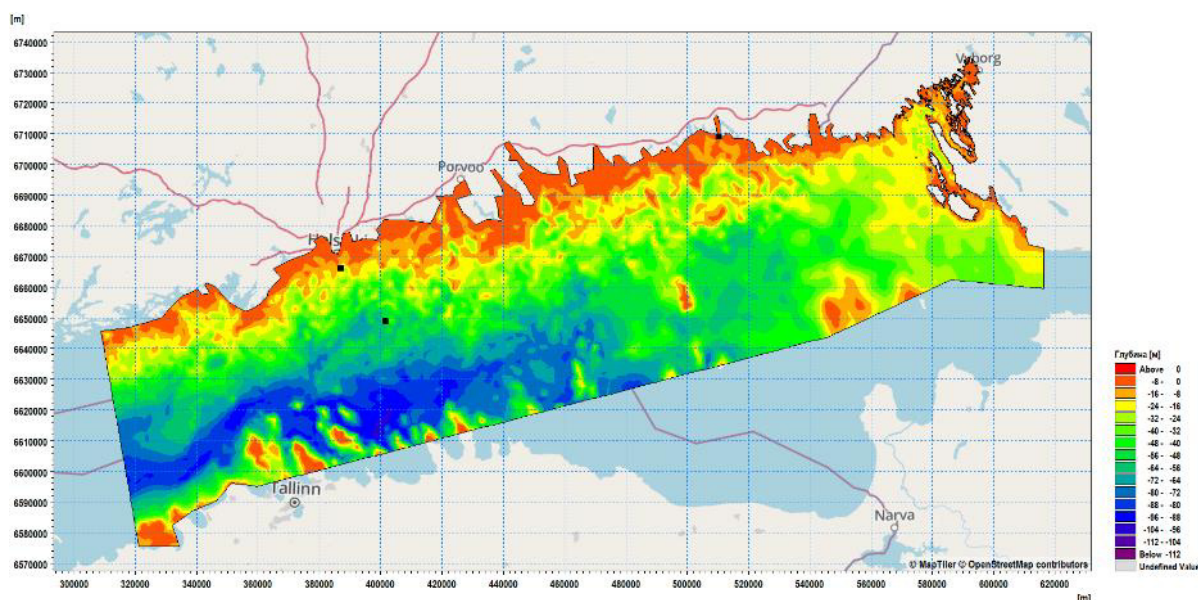 [m]
6740000
6730000
Vyborg
6720000
6710000
6700000
Porvoo
6690000
6680000
Helsinki
6670000
6660000
6650000
6640000
6630000
6620000
6610000
6600000
Tallinn
6590000
Narva
6580000
6570000
© MapTiler © OpenStreetMap contributors
300000 320000 340000 360000 380000 400000 420000 440000 460000 480000 500000 520000 540000 560000 580000 600000 620000
[m]
Глубина [м]
Above 0
-8 - 0
-16 - -8
-24 - -16
-32 - -24
-40 - -32
-48 - -40
-56 - -48
-64 - -56
-72 - -64
-80 - -72
-88 - -80
-96 - -88
-104 - -96
-112 - -104
Below -112
Undefined Value